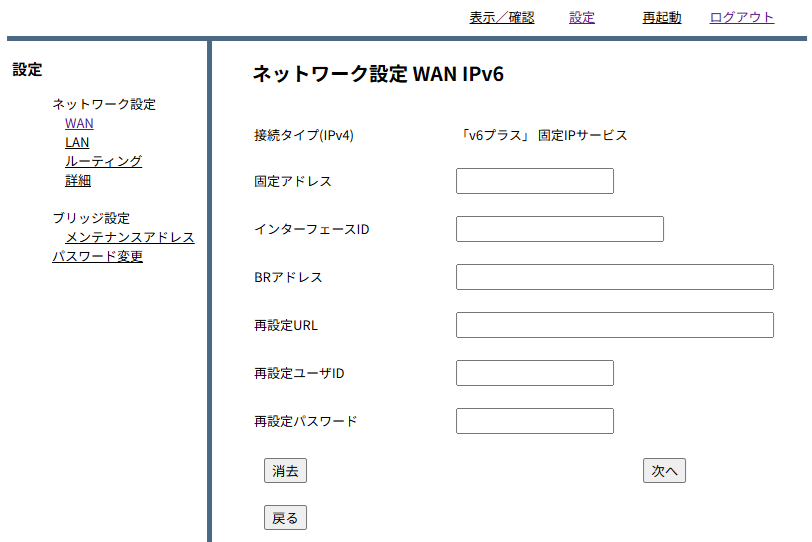 表示／確認 設定 再起動 ログアウト
設定
ネットワーク設定
WAN
LAN
ルーティング
詳細
ブリッジ設定
メンテナンスアドレス
パスワード変更
ネットワーク設定 WAN IPv6
接続タイプ(IPv4) 「v6プラス」 固定IPサービス
固定アドレス
インターフェースID
BRアドレス
再設定URL
再設定ユーザID
再設定パスワード
消去 次へ
戻る